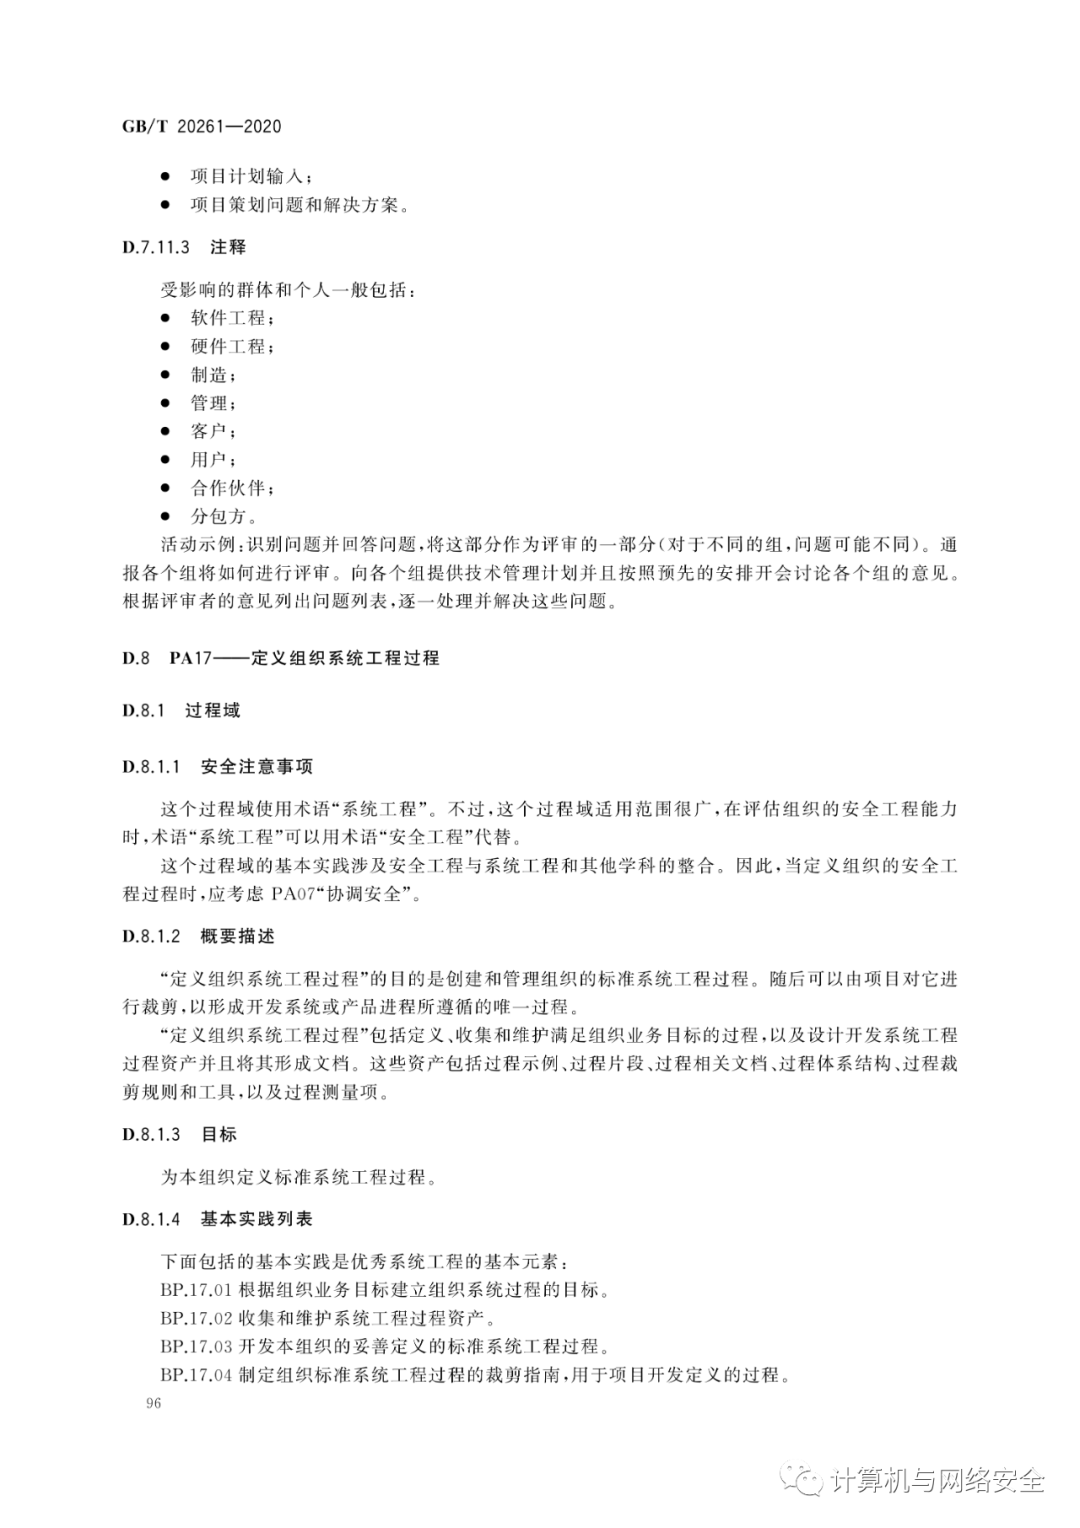 GB/T 20261—2020
● 项目计划输入;
● 项目策划问题和解决方案。
D.7.11.3 注释
受影响的群体和个人一般包括:
● 软件工程;
● 硬件工程;
● 制造;
● 管理;
● 客户;
● 用户;
● 合作伙伴;
● 分包方。
活动示例:识别问题并回答问题,将这部分作为评审的一部分(对于不同的组,问题可能不同)。通
报各个组将如何进行评审。向各个组提供技术管理计划并且按照预先的安排开会讨论各个组的意见。
根据评审者的意见列出问题列表,逐一处理并解决这些问题。
D.8 PA17——定义组织系统工程过程
D.8.1 过程域
D.8.1.1 安全注意事项
这个过程域使用术语“系统工程”。不过,这个过程域适用范围很广,在评估组织的安全工程能力
时,术语“系统工程”可以用术语“安全工程”代替。
这个过程域的基本实践涉及安全工程与系统工程和其他学科的整合。因此,当定义组织的安全工
程过程时,应考虑 PA07“协调安全”。
D.8.1.2 概要描述
“定义组织系统工程过程”的目的是创建和管理组织的标准系统工程过程。随后可以由项目对它进
行裁剪,以形成开发系统或产品进程所遵循的唯一过程。
“定义组织系统工程过程”包括定义、收集和维护满足组织业务目标的过程,以及设计开发系统工程
过程资产并且将其形成文档。这些资产包括过程示例、过程片段、过程相关文档、过程体系结构、过程裁
剪规则和工具,以及过程测量项。
D.8.1.3 目标
为本组织定义标准系统工程过程。
D.8.1.4 基本实践列表
下面包括的基本实践是优秀系统工程的基本元素:
BP.17.01 根据组织业务目标建立组织系统过程的目标。
BP.17.02 收集和维护系统工程过程资产。
BP.17.03 开发本组织的妥善定义的标准系统工程过程。
BP.17.04 制定组织标准系统工程过程的裁剪指南,用于项目开发定义的过程。
96
计算机与网络安全